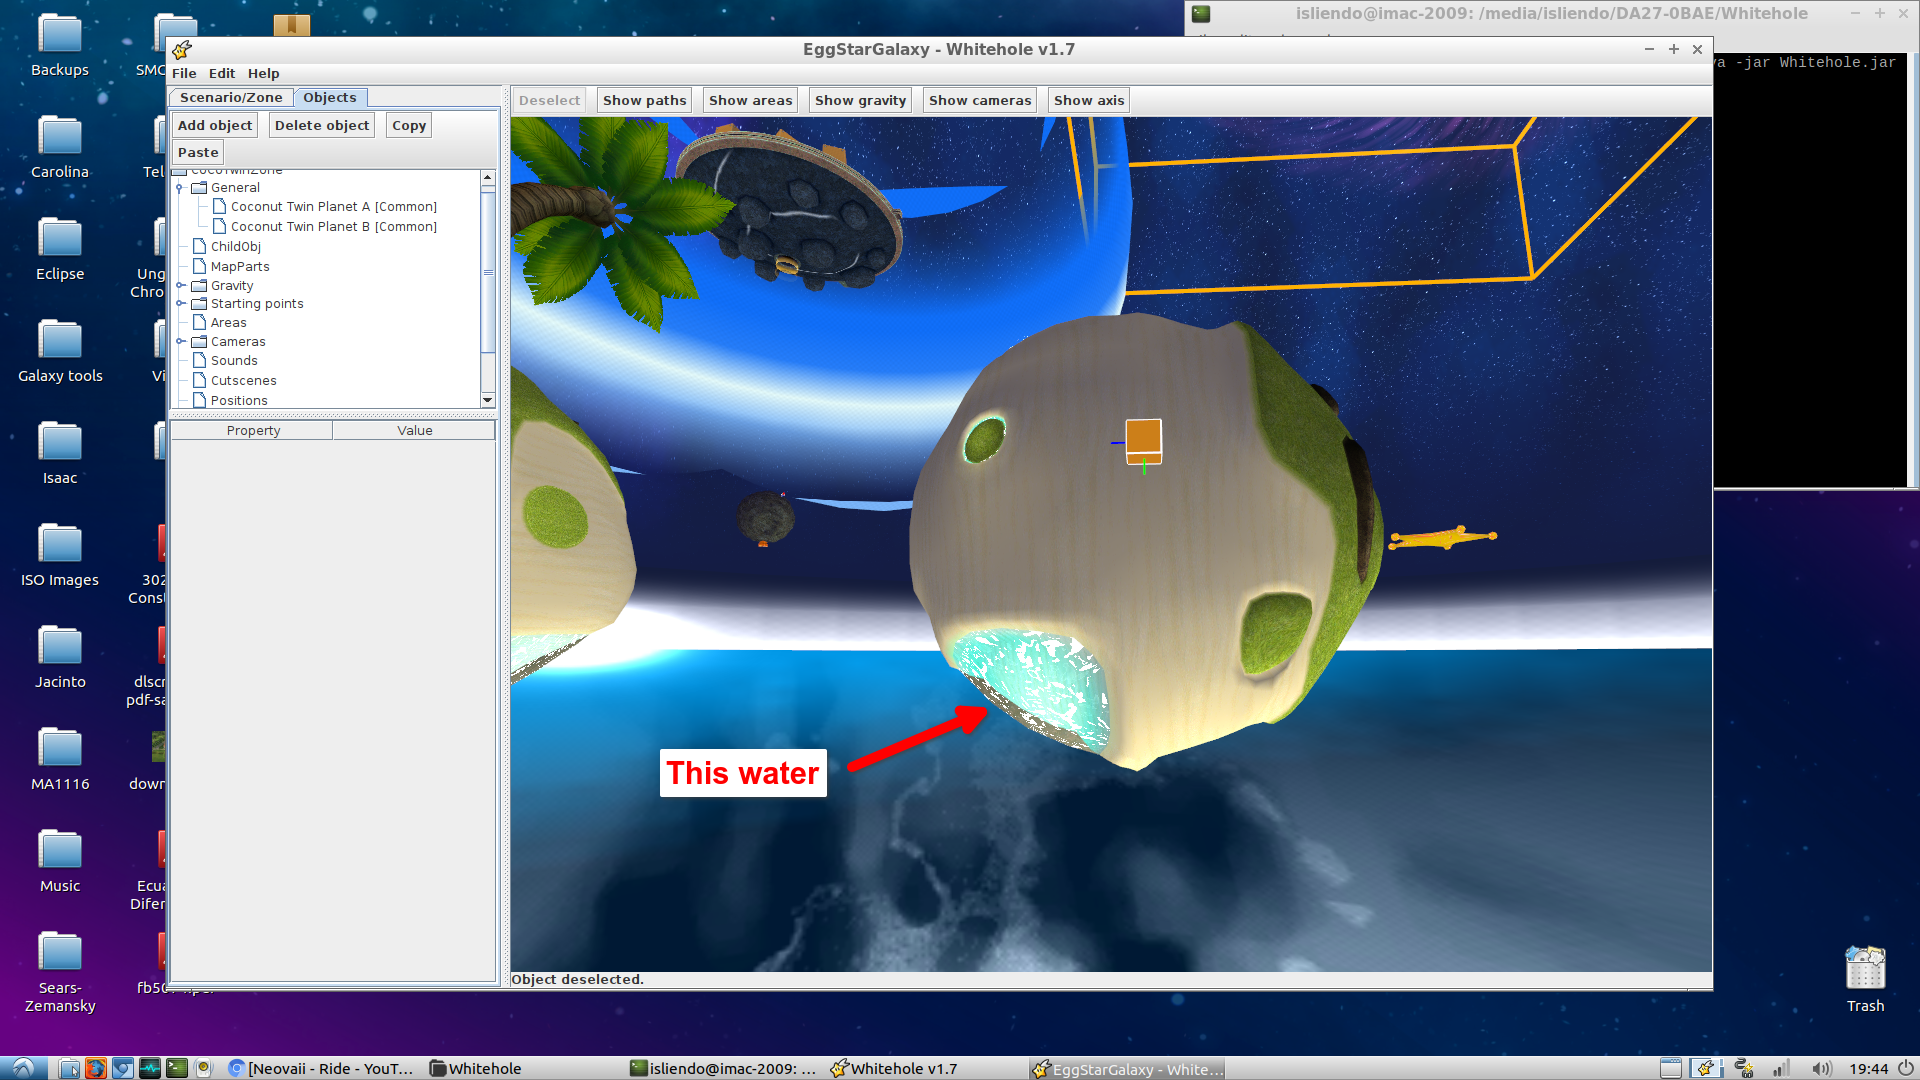 isliendo@imac-2009: /media/isliendo/DA27-0BAE/Whitehole
-jar Whitehole.jar
EggStarGalaxy - Whitehole v1.7
File Edit Help
Scenario/Zone Objects
Deselect Show paths Show areas Show gravity Show cameras Show axis
Add object Delete object Copy
Paste
General
Coconut Twin Planet A [Common]
Coconut Twin Planet B [Common]
ChildObj
MapParts
Gravity
Starting points
Areas
Cameras
Sounds
Cutscenes
Positions
Property Value
This water
Object deselected.
Backups
Carolina
Eclipse
Galaxy tools
Isaac
ISO Images
Jacinto
MA1116
Music
Sears-
Zemansky
SMC
Tel
Ung
Chro
Vi
302
Const
dlscr
pdf-sa
down
Ecua
Difer
Trash
[Neovaii - Ride - YouT... Whitehole isliendo@imac-2009: ... Whitehole v1.7 EggStarGalaxy - White... 19:44